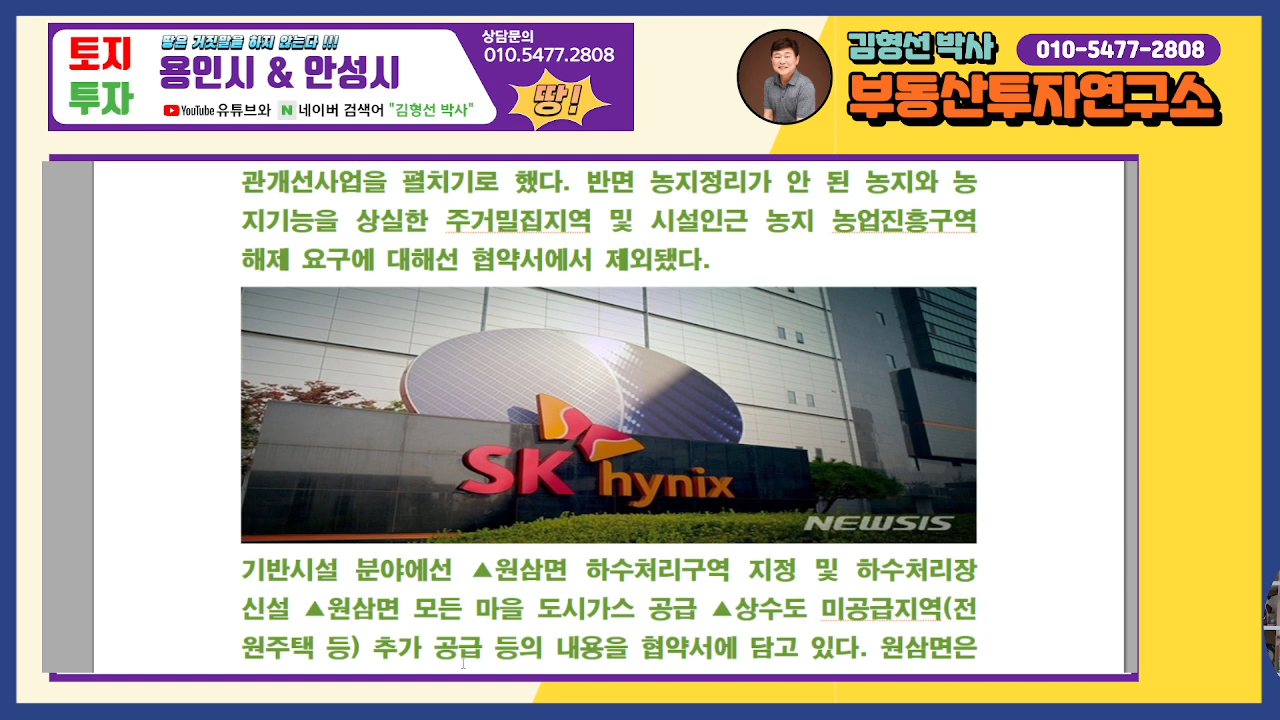 토지
투자
땅은 거짓말을 하지 않는다 !!!
용인시 & 안성시
YouTube 유튜브와 N 네이버 검색어 "김형선 박사"
상담문의
010.5477.2808
땅!
김형선 박사 010-5477-2808
부동산투자연구소
관개선사업을 펼치기로 했다. 반면 농지정리가 안 된 농지와 농
지기능을 상실한 주거밀집지역 및 시설인근 농지 농업진흥구역
해제 요구에 대해선 협약서에서 제외됐다.
SK hynix
NEWSIS
기반시설 분야에선 ▲원삼면 하수처리구역 지정 및 하수처리장
신설 ▲원삼면 모든 마을 도시가스 공급 ▲상수도 미공급지역(전
원주택 등) 추가 공급 등의 내용을 협약서에 담고 있다. 원삼면은